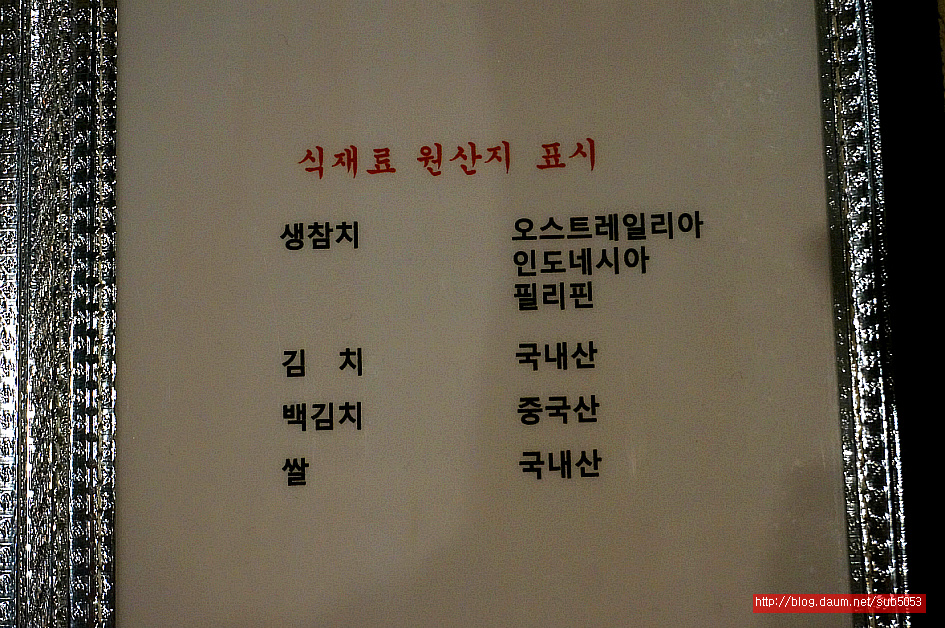 식재료 원산지 표시
생참치 오스트레일리아
인도네시아
필리핀
김 치 국내산
백김치 중국산
쌀 국내산
http://blog.daum.net/sub5053